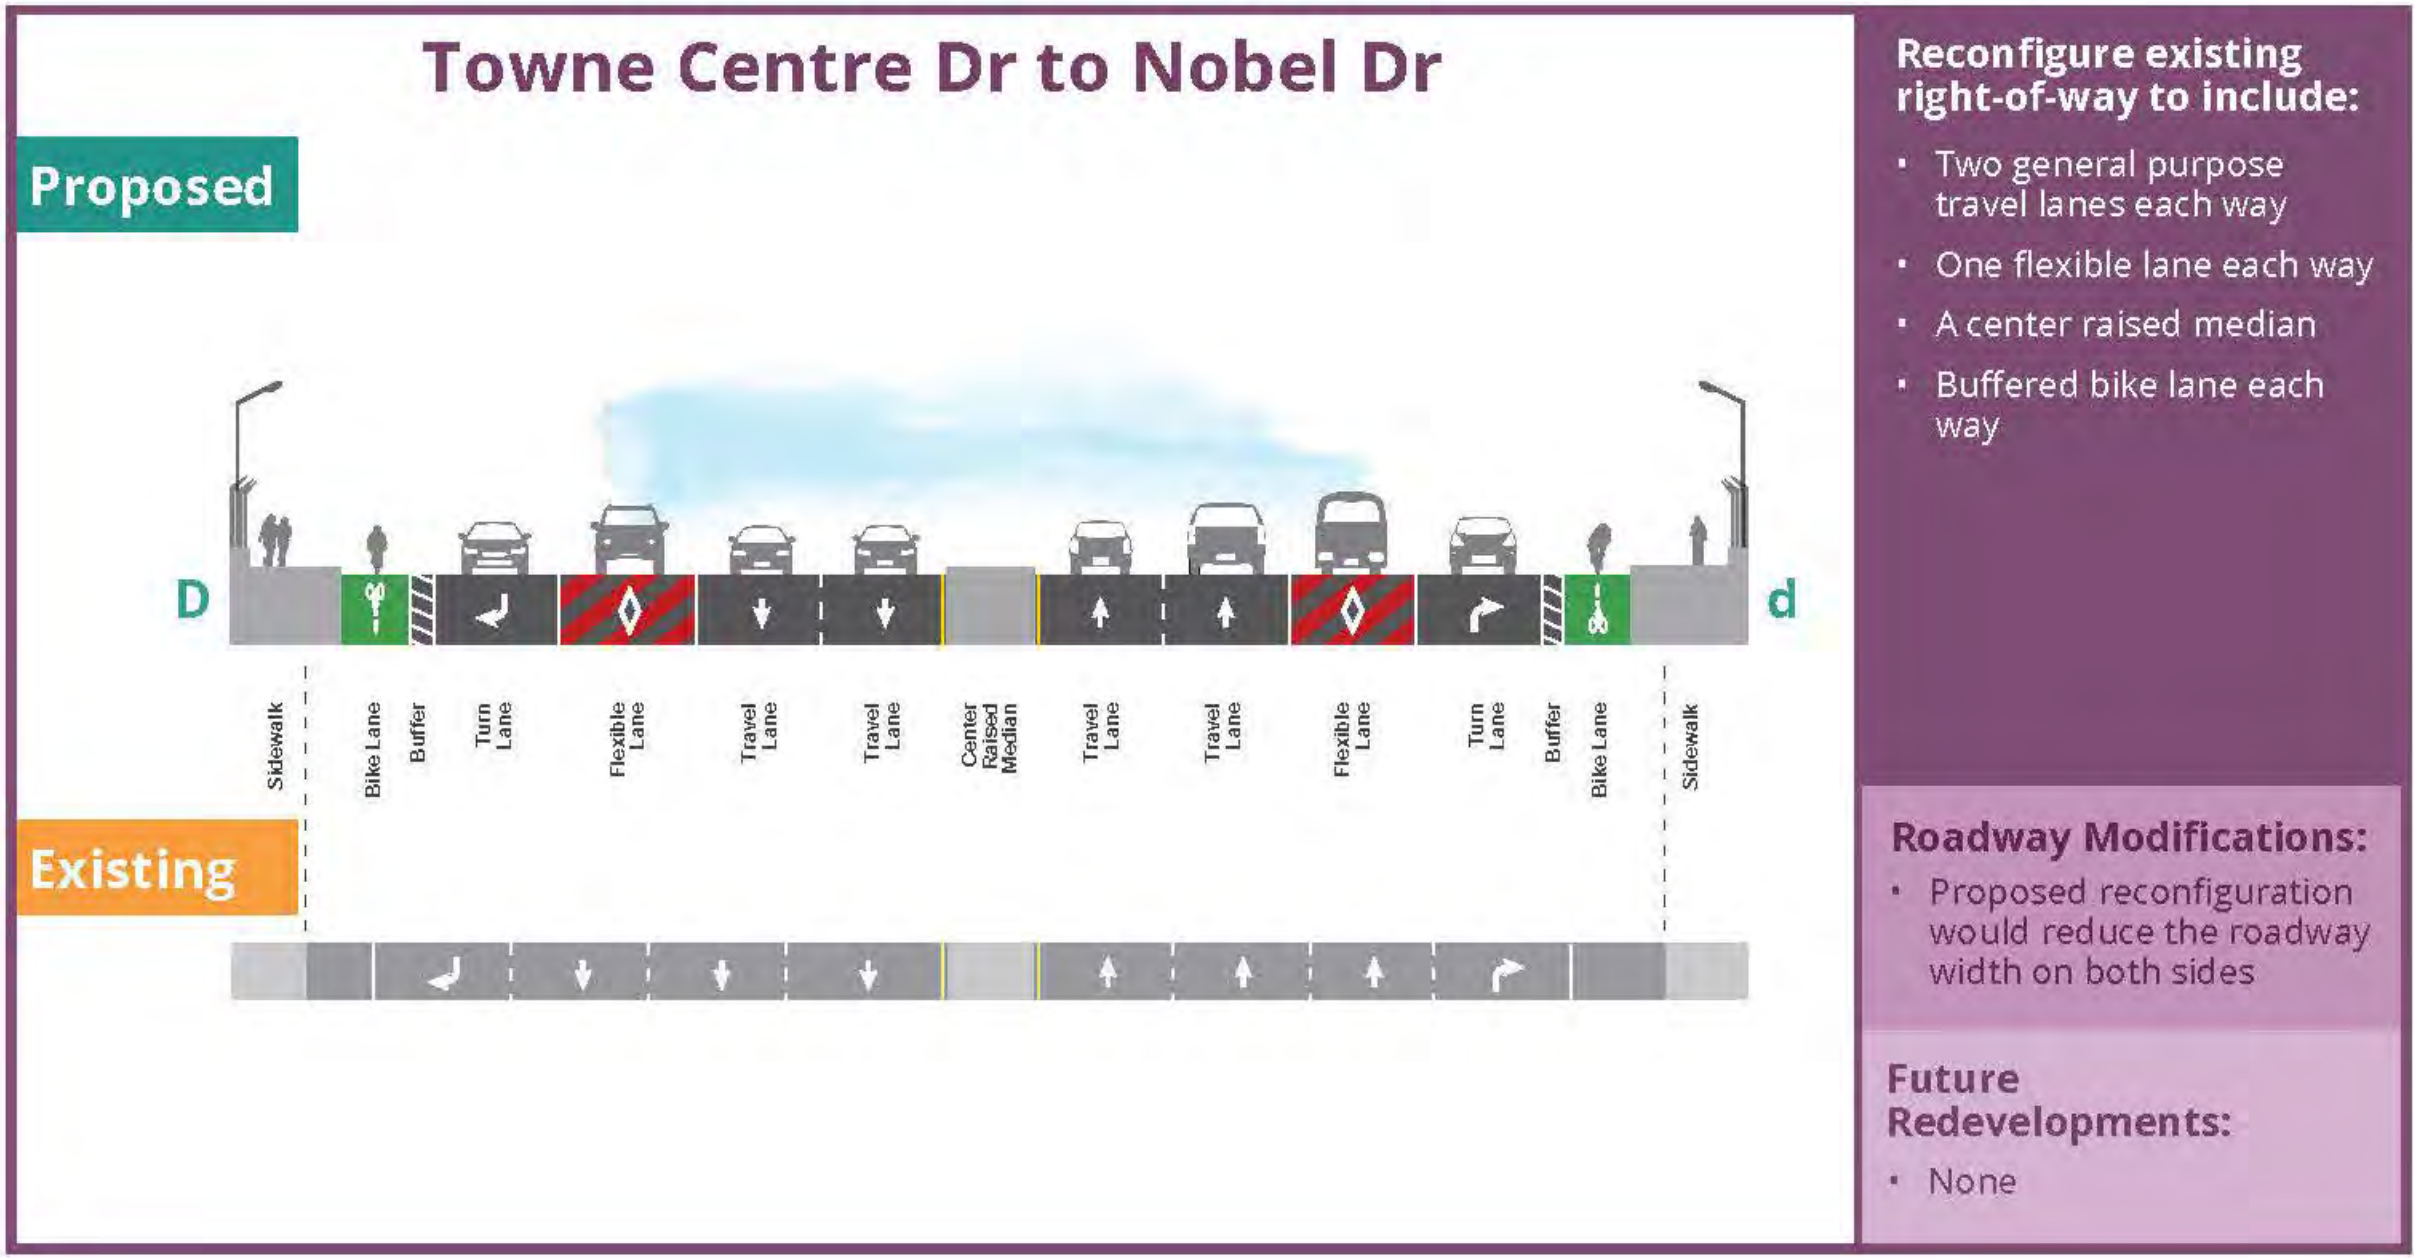 Towne Centre Dr to Nobel Dr
Proposed
D
d
Sidewalk
Bike Lane
Buffer
Turn
Lane
Flexible
Lane
Travel
Lane
Travel
Lane
Center
Raised
Median
Travel
Lane
Travel
Lane
Flexible
Lane
Turn
Lane
Buffer
Bike Lane
Sidewalk
Existing
Reconfigure existing
right-of-way to include:
· Two general purpose
travel lanes each way
· One flexible lane each way
· A center raised median
· Buffered bike lane each
way
Roadway Modifications:
· Proposed reconfiguration
would reduce the roadway
width on both sides
Future
Redevelopments:
· None